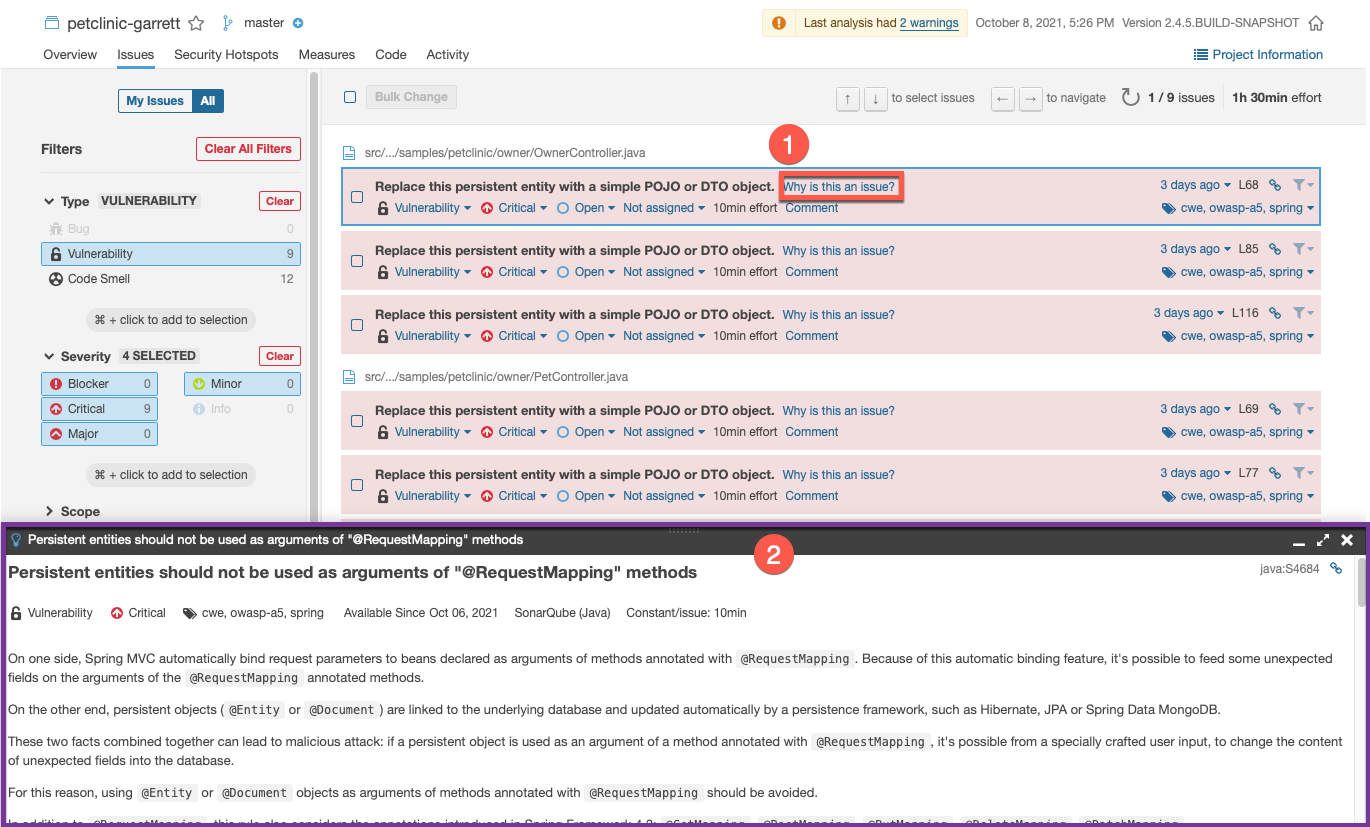 petclinic-garrett master Last analysis had 2 warnings October 8, 2021, 5:26 PM Version 2.4.5.BUILD-SNAPSHOT
Overview Issues Security Hotspots Measures Code Activity Project Information
My Issues All
Bulk Change ↑ ↓ to select issues ← → to navigate 1 / 9 issues 1h 30min effort
Filters Clear All Filters
Type VULNERABILITY Clear
Bug 0
Vulnerability 9
Code Smell 12
⌘ + click to add to selection
Severity 4 SELECTED Clear
Blocker 0 Minor 0
Critical 9 Info 0
Major 0
⌘ + click to add to selection
Scope
1
src/.../samples/petclinic/owner/OwnerController.java
Replace this persistent entity with a simple POJO or DTO object. Why is this an issue? 3 days ago L68
Vulnerability Critical Open Not assigned 10min effort Comment cwe, owasp-a5, spring
Replace this persistent entity with a simple POJO or DTO object. Why is this an issue? 3 days ago L85
Vulnerability Critical Open Not assigned 10min effort Comment cwe, owasp-a5, spring
Replace this persistent entity with a simple POJO or DTO object. Why is this an issue? 3 days ago L116
Vulnerability Critical Open Not assigned 10min effort Comment cwe, owasp-a5, spring
src/.../samples/petclinic/owner/PetController.java
Replace this persistent entity with a simple POJO or DTO object. Why is this an issue? 3 days ago L69
Vulnerability Critical Open Not assigned 10min effort Comment cwe, owasp-a5, spring
Replace this persistent entity with a simple POJO or DTO object. Why is this an issue? 3 days ago L77
Vulnerability Critical Open Not assigned 10min effort Comment cwe, owasp-a5, spring
Persistent entities should not be used as arguments of "@RequestMapping" methods
2
Persistent entities should not be used as arguments of "@RequestMapping" methods java:S4684
Vulnerability Critical cwe, owasp-a5, spring Available Since Oct 06, 2021 SonarQube (Java) Constant/issue: 10min
On one side, Spring MVC automatically bind request parameters to beans declared as arguments of methods annotated with @RequestMapping . Because of this automatic binding feature, it's possible to feed some unexpected
fields on the arguments of the @RequestMapping annotated methods.
On the other end, persistent objects ( @Entity or @Document ) are linked to the underlying database and updated automatically by a persistence framework, such as Hibernate, JPA or Spring Data MongoDB.
These two facts combined together can lead to malicious attack: if a persistent object is used as an argument of a method annotated with @RequestMapping , it's possible from a specially crafted user input, to change the content
of unexpected fields into the database.
For this reason, using @Entity or @Document objects as arguments of methods annotated with @RequestMapping should be avoided.
In addition to @RequestMapping , this rule also considers the annotations introduced in Spring Framework 4.3: @GetMapping , @PostMapping , @PutMapping , @DeleteMapping , @PatchMapping .